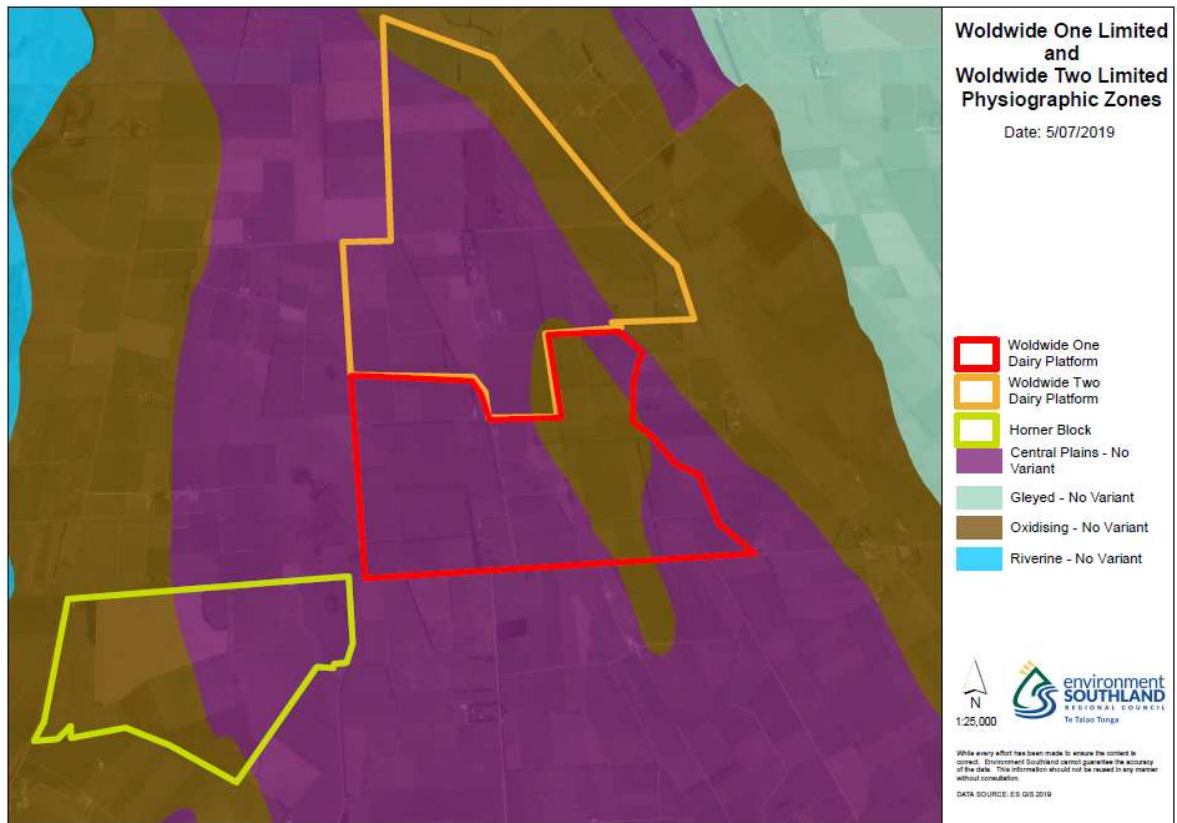 Woldwide One Limited
and
Woldwide Two Limited
Physiographic Zones
Date: 5/07/2019
Woldwide One
Dairy Platform
Woldwide Two
Dairy Platform
Horner Block
Central Plains - No
Variant
Gleyed - No Variant
Oxidising - No Variant
Riverine - No Variant
N
1:25,000
environment
SOUTHLAND
REGIONAL COUNCIL
Te Taiao Tonga
While every effort has been made to ensure the content is
correct. Environment Southland cannot guarantee the accuracy
of the data. This information should not be reused in any manner
without consultation.
DATA SOURCE: ES GIS 2019